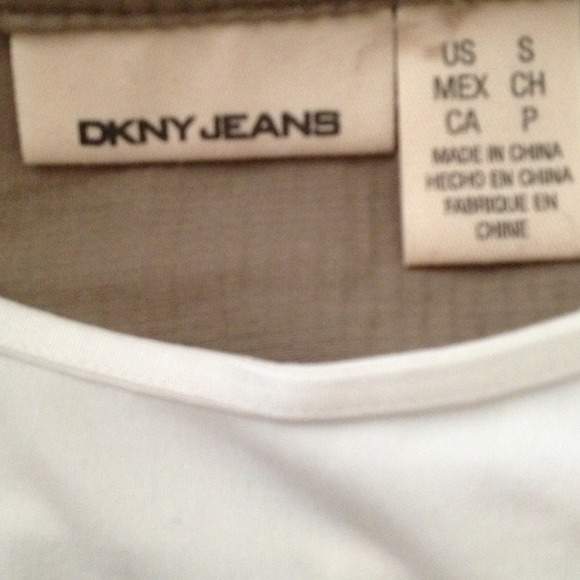 DKNY JEANS
US S
MEX CH
CA P
MADE IN CHINA
HECHO EN CHINA
FABRIQUE EN
CHINE